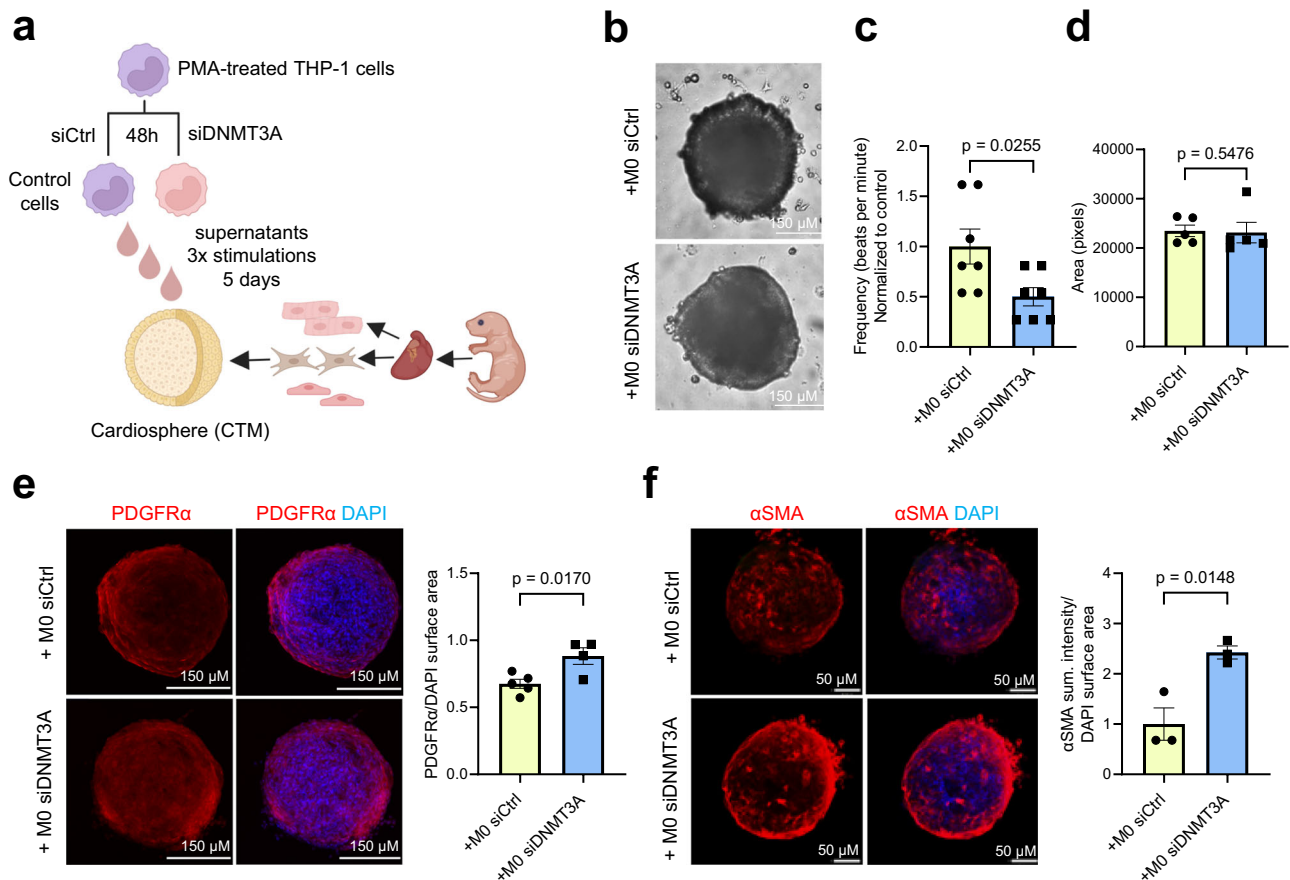 a
PMA-treated THP-1 cells
siCtrl
48h
siDNMT3A
Control
cells
supernatants
3x stimulations
5 days
Cardiosphere (CTM)
b
+M0 siCtrl
150 µM
+M0 siDNMT3A
150 µM
c
Frequency (beats per minute)
Normalized to control
p = 0.0255
2.0
1.5
1.0
0.5
0.0
+M0 siCtrl
+M0 siDNMT3A
d
Area (pixels)
p = 0.5476
40000
30000
20000
10000
0
+M0 siCtrl
+M0 siDNMT3A
e
PDGFRα
PDGFRα DAPI
+ M0 siCtrl
150 µM
150 µM
+ M0 siDNMT3A
150 µM
150 µM
PDGFRα/DAPI surface area
p = 0.0170
1.5
1.0
0.5
0.0
+M0 siCtrl
+M0 siDNMT3A
f
αSMA
αSMA DAPI
+ M0 siCtrl
50 µM
50 µM
+ M0 siDNMT3A
50 µM
50 µM
αSMA sum. intensity/
DAPI surface area
p = 0.0148
4
3
2
1
0
+M0 siCtrl
+M0 siDNMT3A